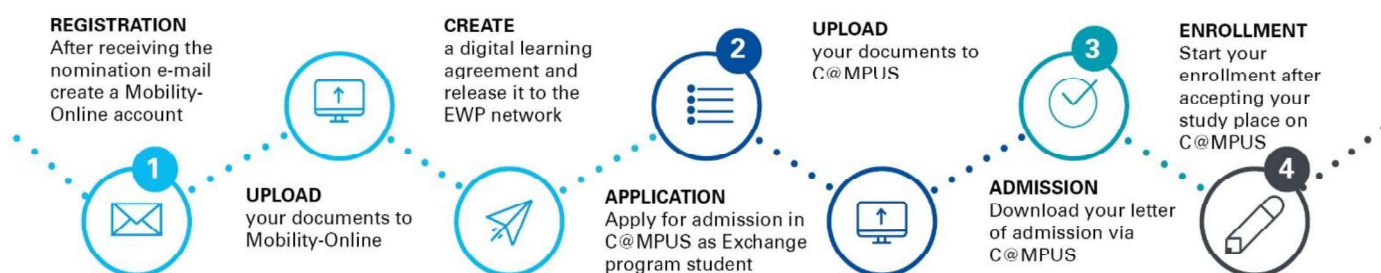 REGISTRATION
After receiving the
nomination e-mail
create a Mobility-
Online account
1
UPLOAD
your documents to
Mobility-Online
CREATE
a digital learning
agreement and
release it to the
EWP network
2
APPLICATION
Apply for admission in
C@MPUS as Exchange
program student
UPLOAD
your documents to
C@MPUS
3
ADMISSION
Download your letter
of admission via
C@MPUS
ENROLLMENT
Start your
enrollment after
accepting your
study place on
C@MPUS
4